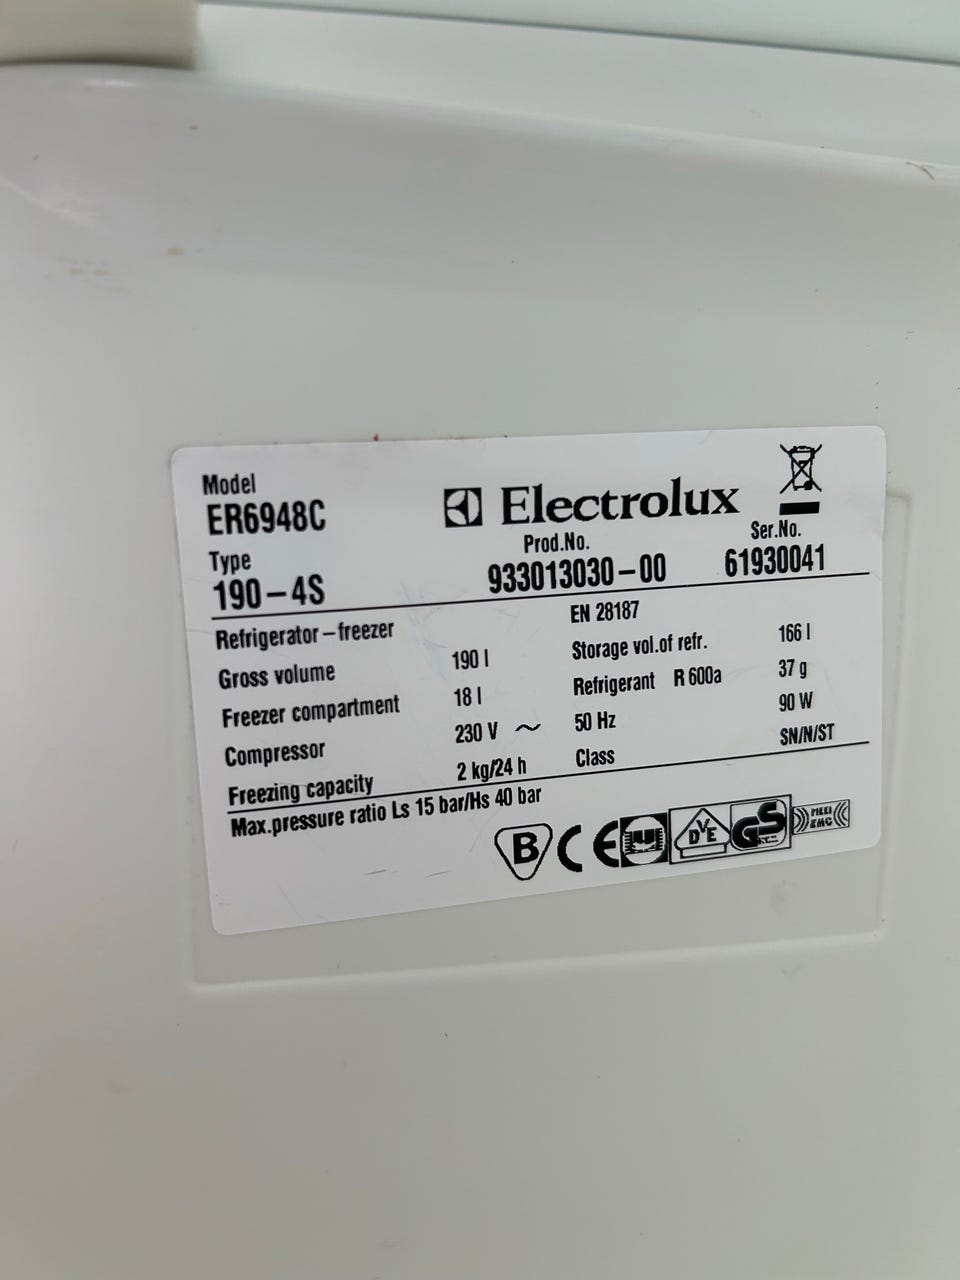 Model
ER6948C
Electrolux
Type
190-4S
Prod.No.
933013030-00
Ser.No.
61930041
Refrigerator-freezer
EN 28187
Gross volume 190 l
Storage vol.of refr. 166 l
Freezer compartment 18 l
Refrigerant R 600a 37 g
Compressor 230 V ~ 50 Hz 90 W
Freezing capacity 2 kg/24 h
Class SN/N/ST
Max.pressure ratio Ls 15 bar/Hs 40 bar
B CE DVE GS
EMC